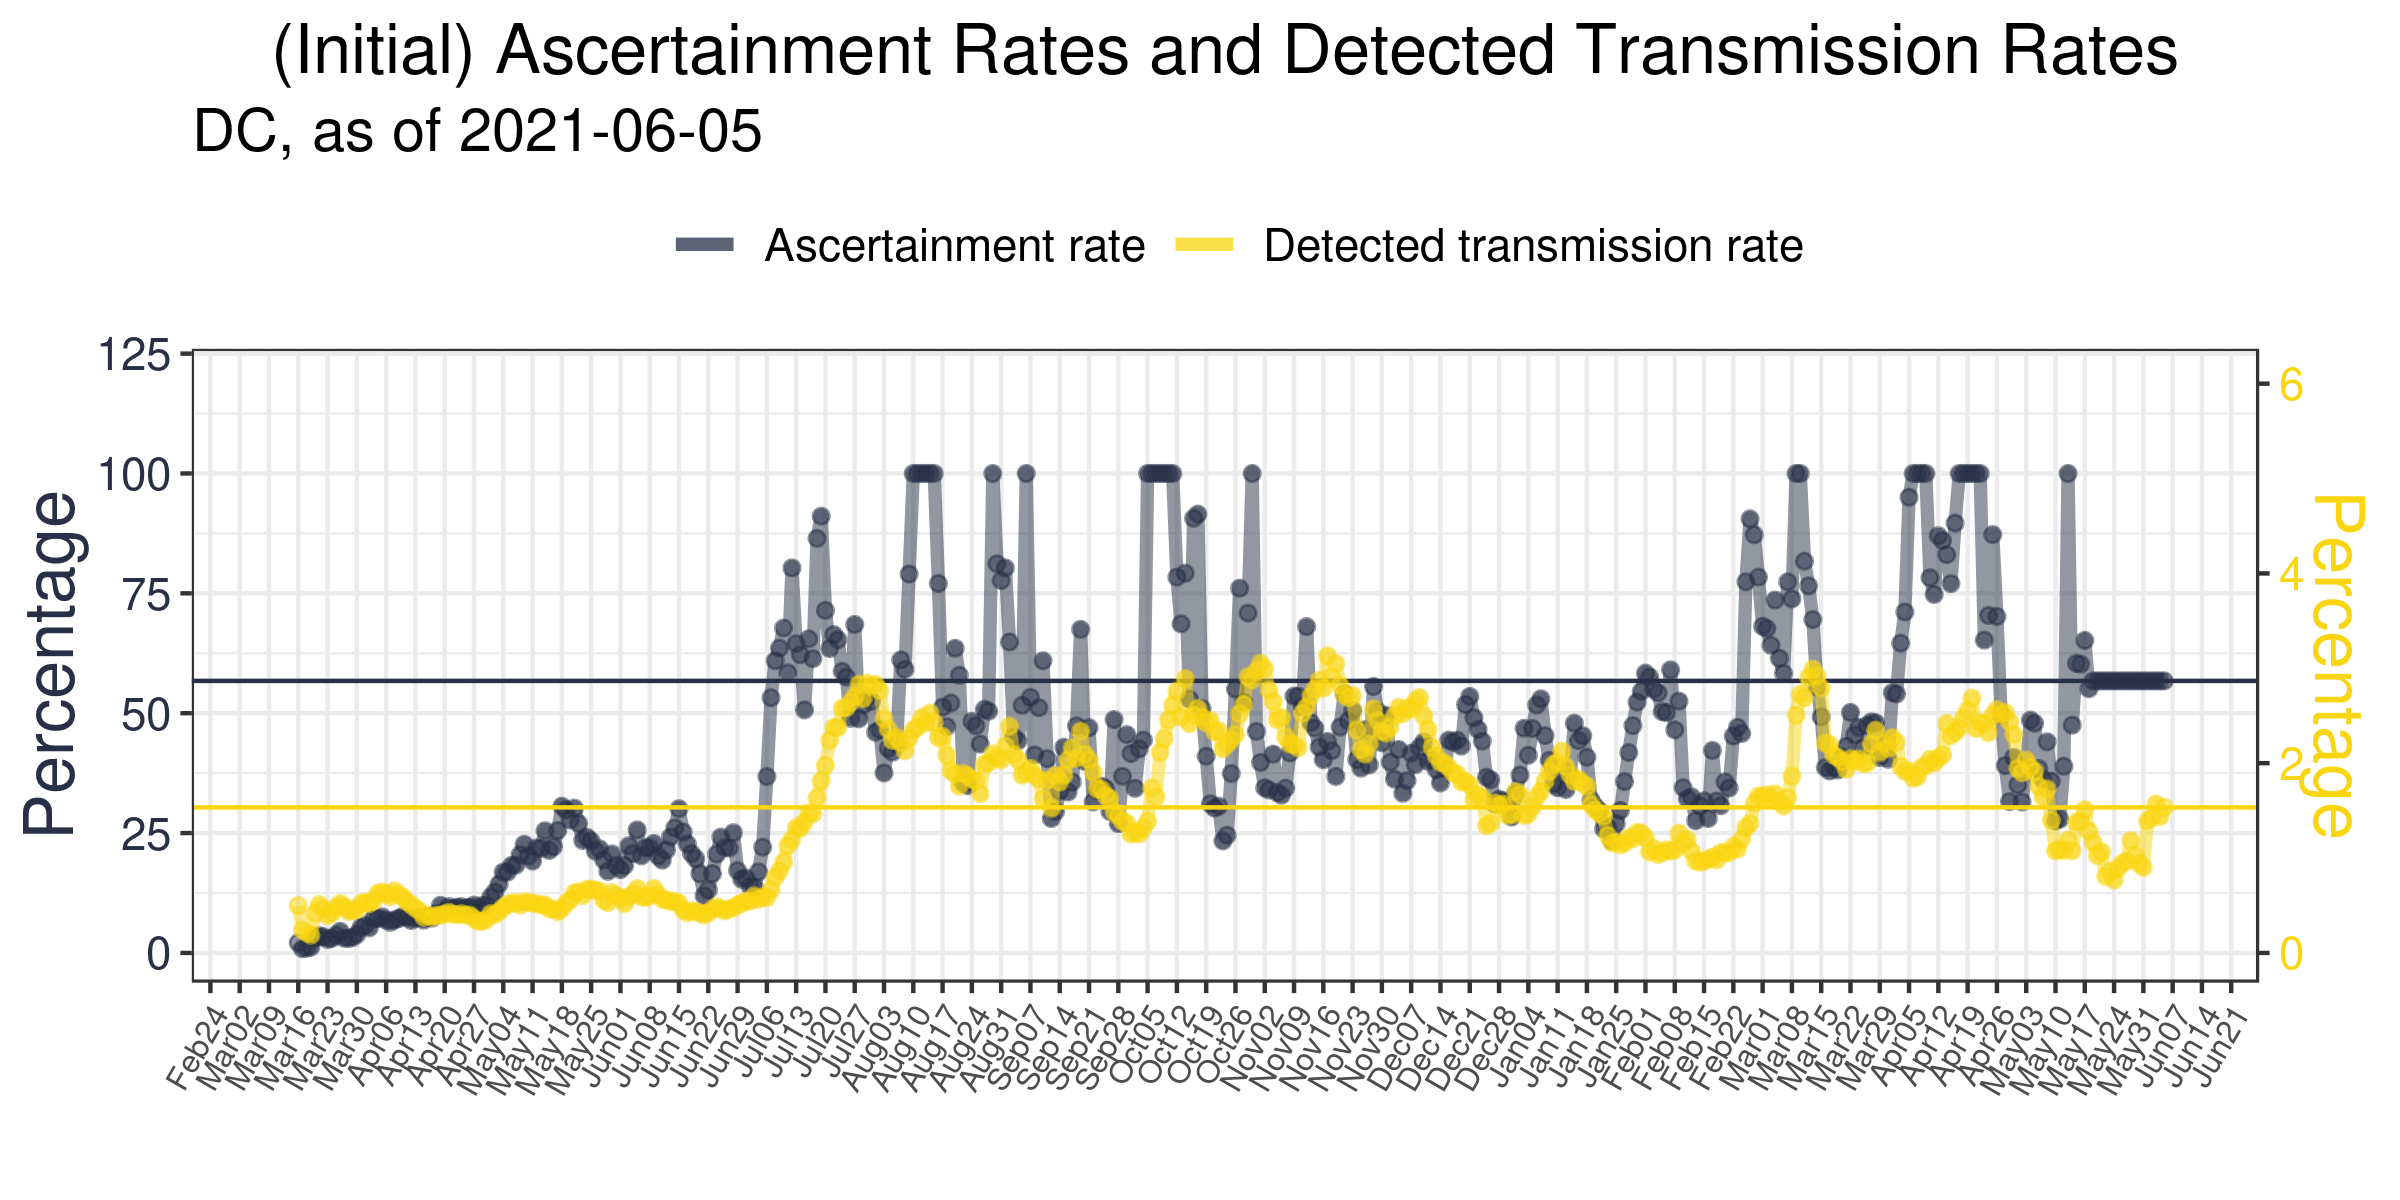 (Initial) Ascertainment Rates and Detected Transmission Rates
DC, as of 2021-06-05
Ascertainment rate
Detected transmission rate
Percentage
125
100
75
50
25
0
6
4
2
0
Percentage
Feb24
Mar02
Mar09
Mar16
Mar23
Mar30
Apr06
Apr13
Apr20
Apr27
May04
May11
May18
May25
Jun01
Jun08
Jun15
Jun22
Jun29
Jul06
Jul13
Jul20
Jul27
Aug03
Aug10
Aug17
Aug24
Aug31
Sep07
Sep14
Sep21
Sep28
Oct05
Oct12
Oct19
Oct26
Nov02
Nov09
Nov16
Nov23
Nov30
Dec07
Dec14
Dec21
Dec28
Jan04
Jan11
Jan18
Jan25
Feb01
Feb08
Feb15
Feb22
Mar01
Mar08
Mar15
Mar22
Mar29
Apr05
Apr12
Apr19
Apr26
May03
May10
May17
May24
May31
Jun07
Jun14
Jun21